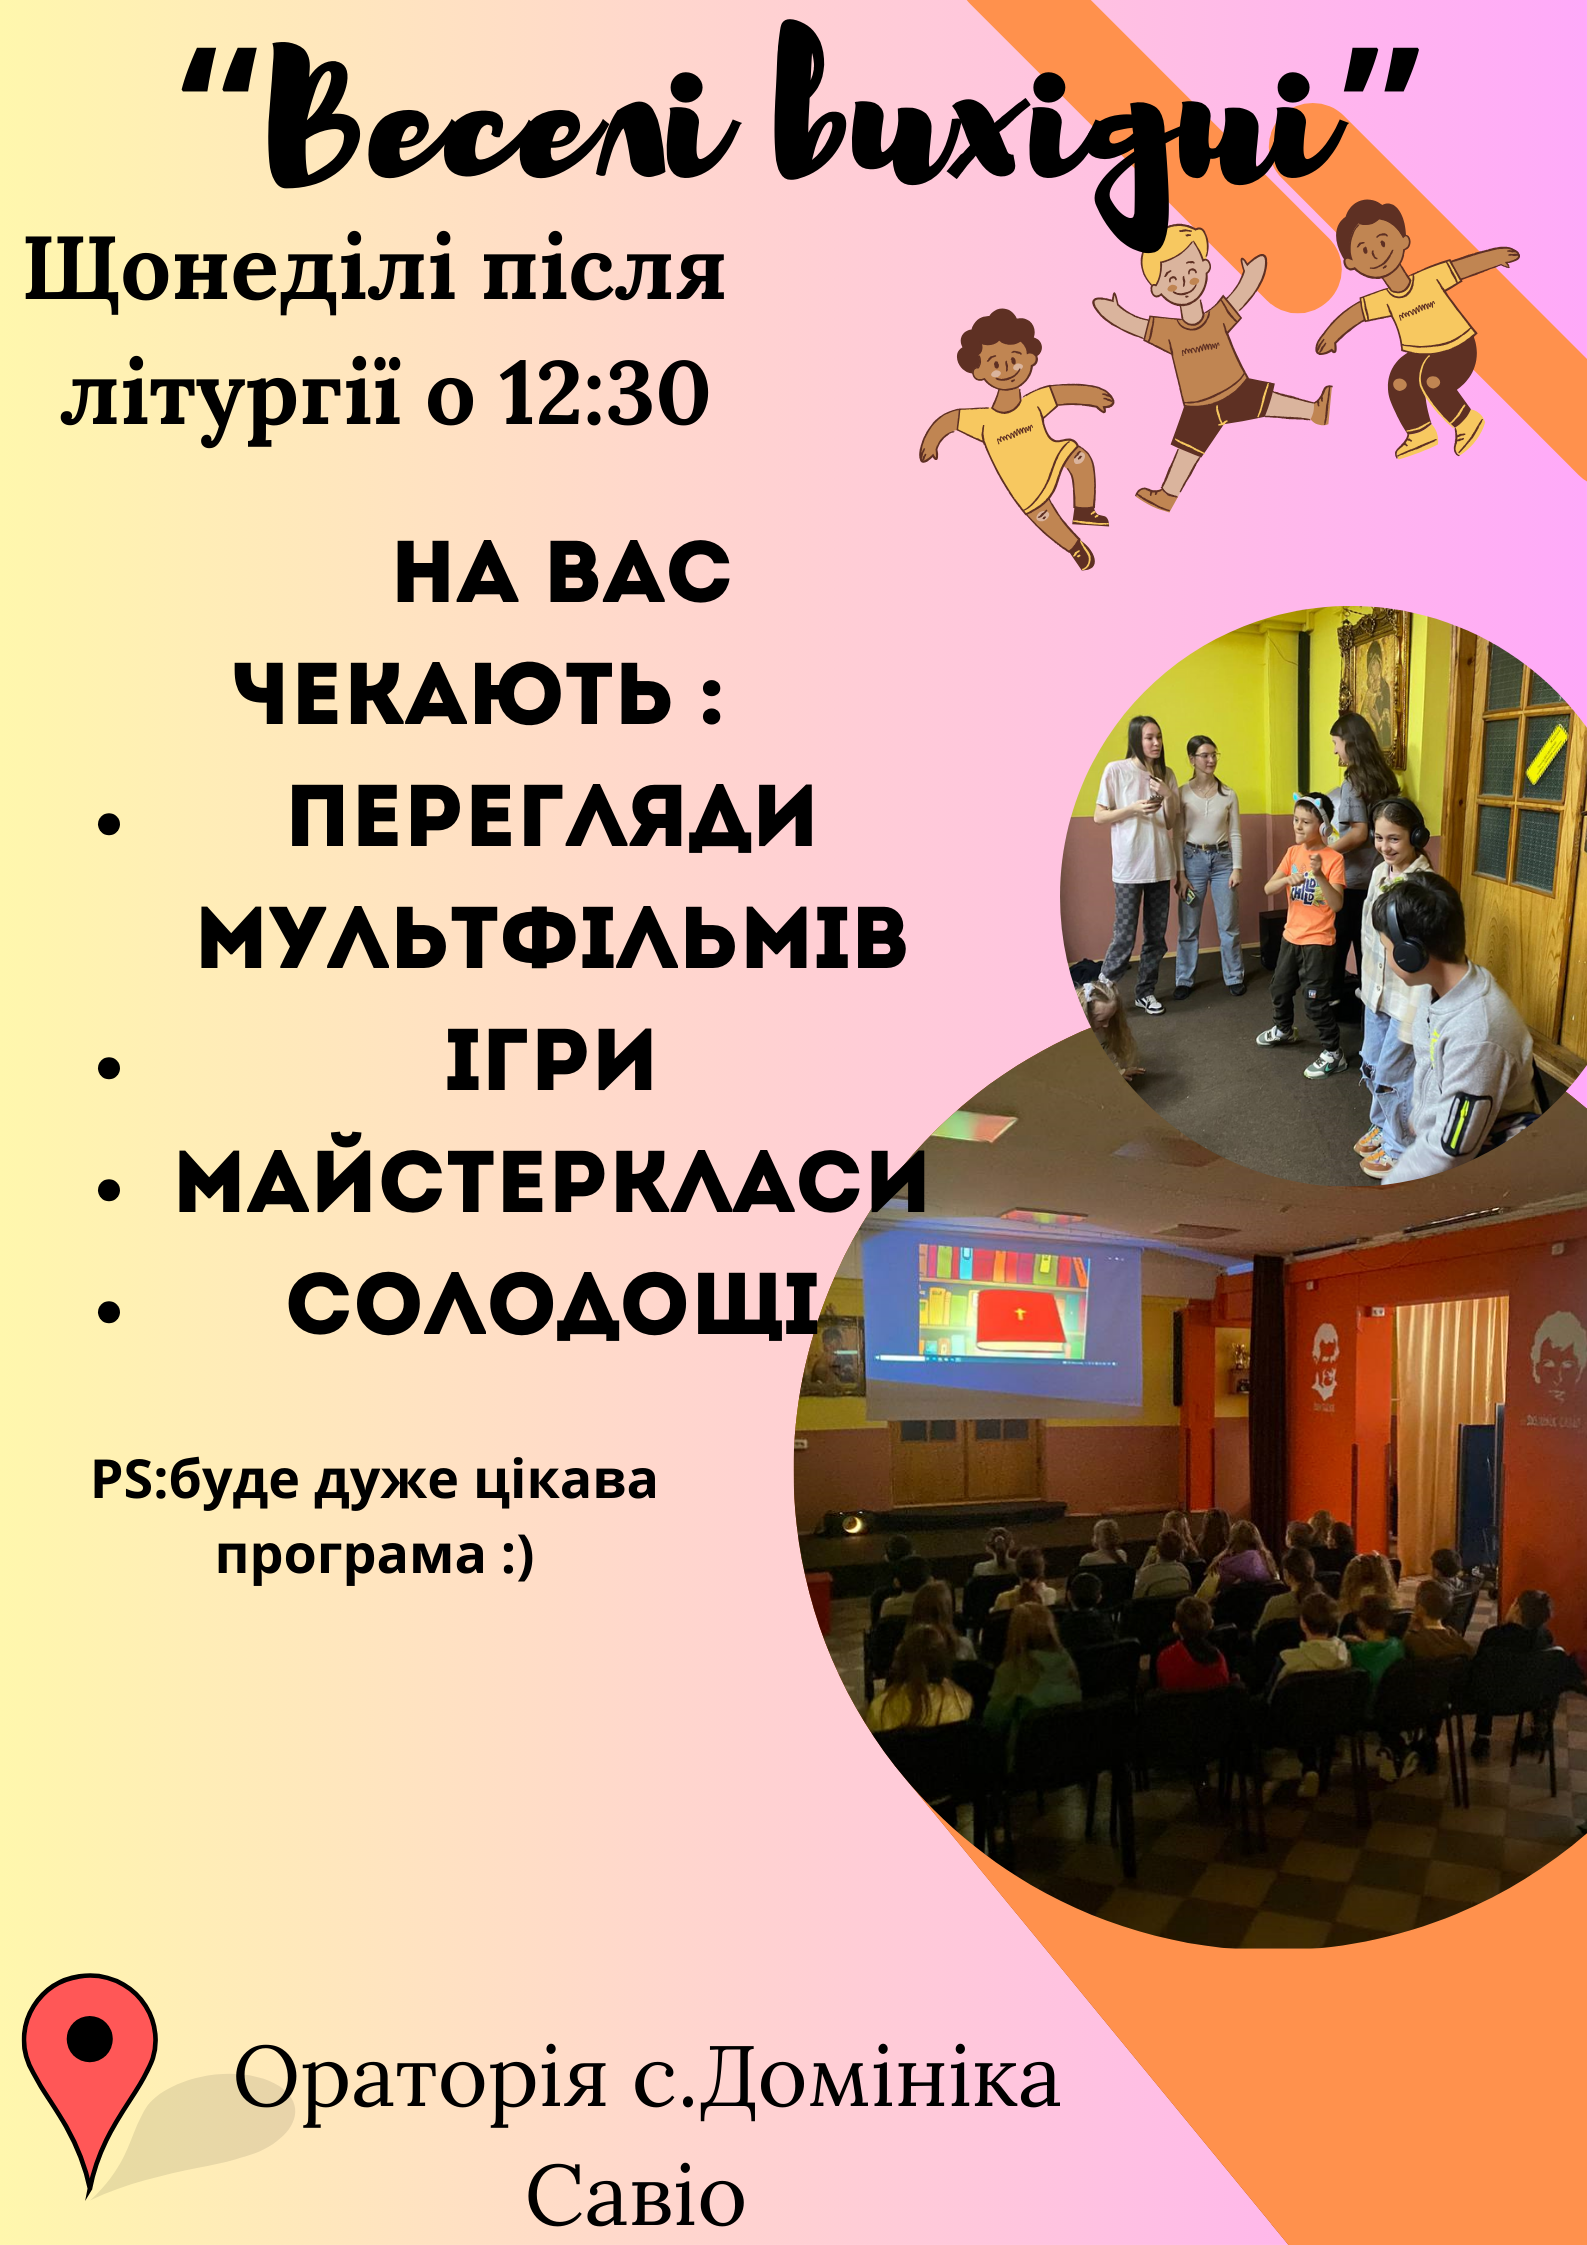 “Веселі вихідні”
Щонеділі після
літургії о 12:30
НА ВАС
ЧЕКАЮТЬ :
• ПЕРЕГЛЯДИ
МУЛЬТФІЛЬМІВ
• ІГРИ
• МАЙСТЕРКЛАСИ
• СОЛОДОЩІ
PS:буде дуже цікава
програма :)
Ораторія с.Домініка
Савіо